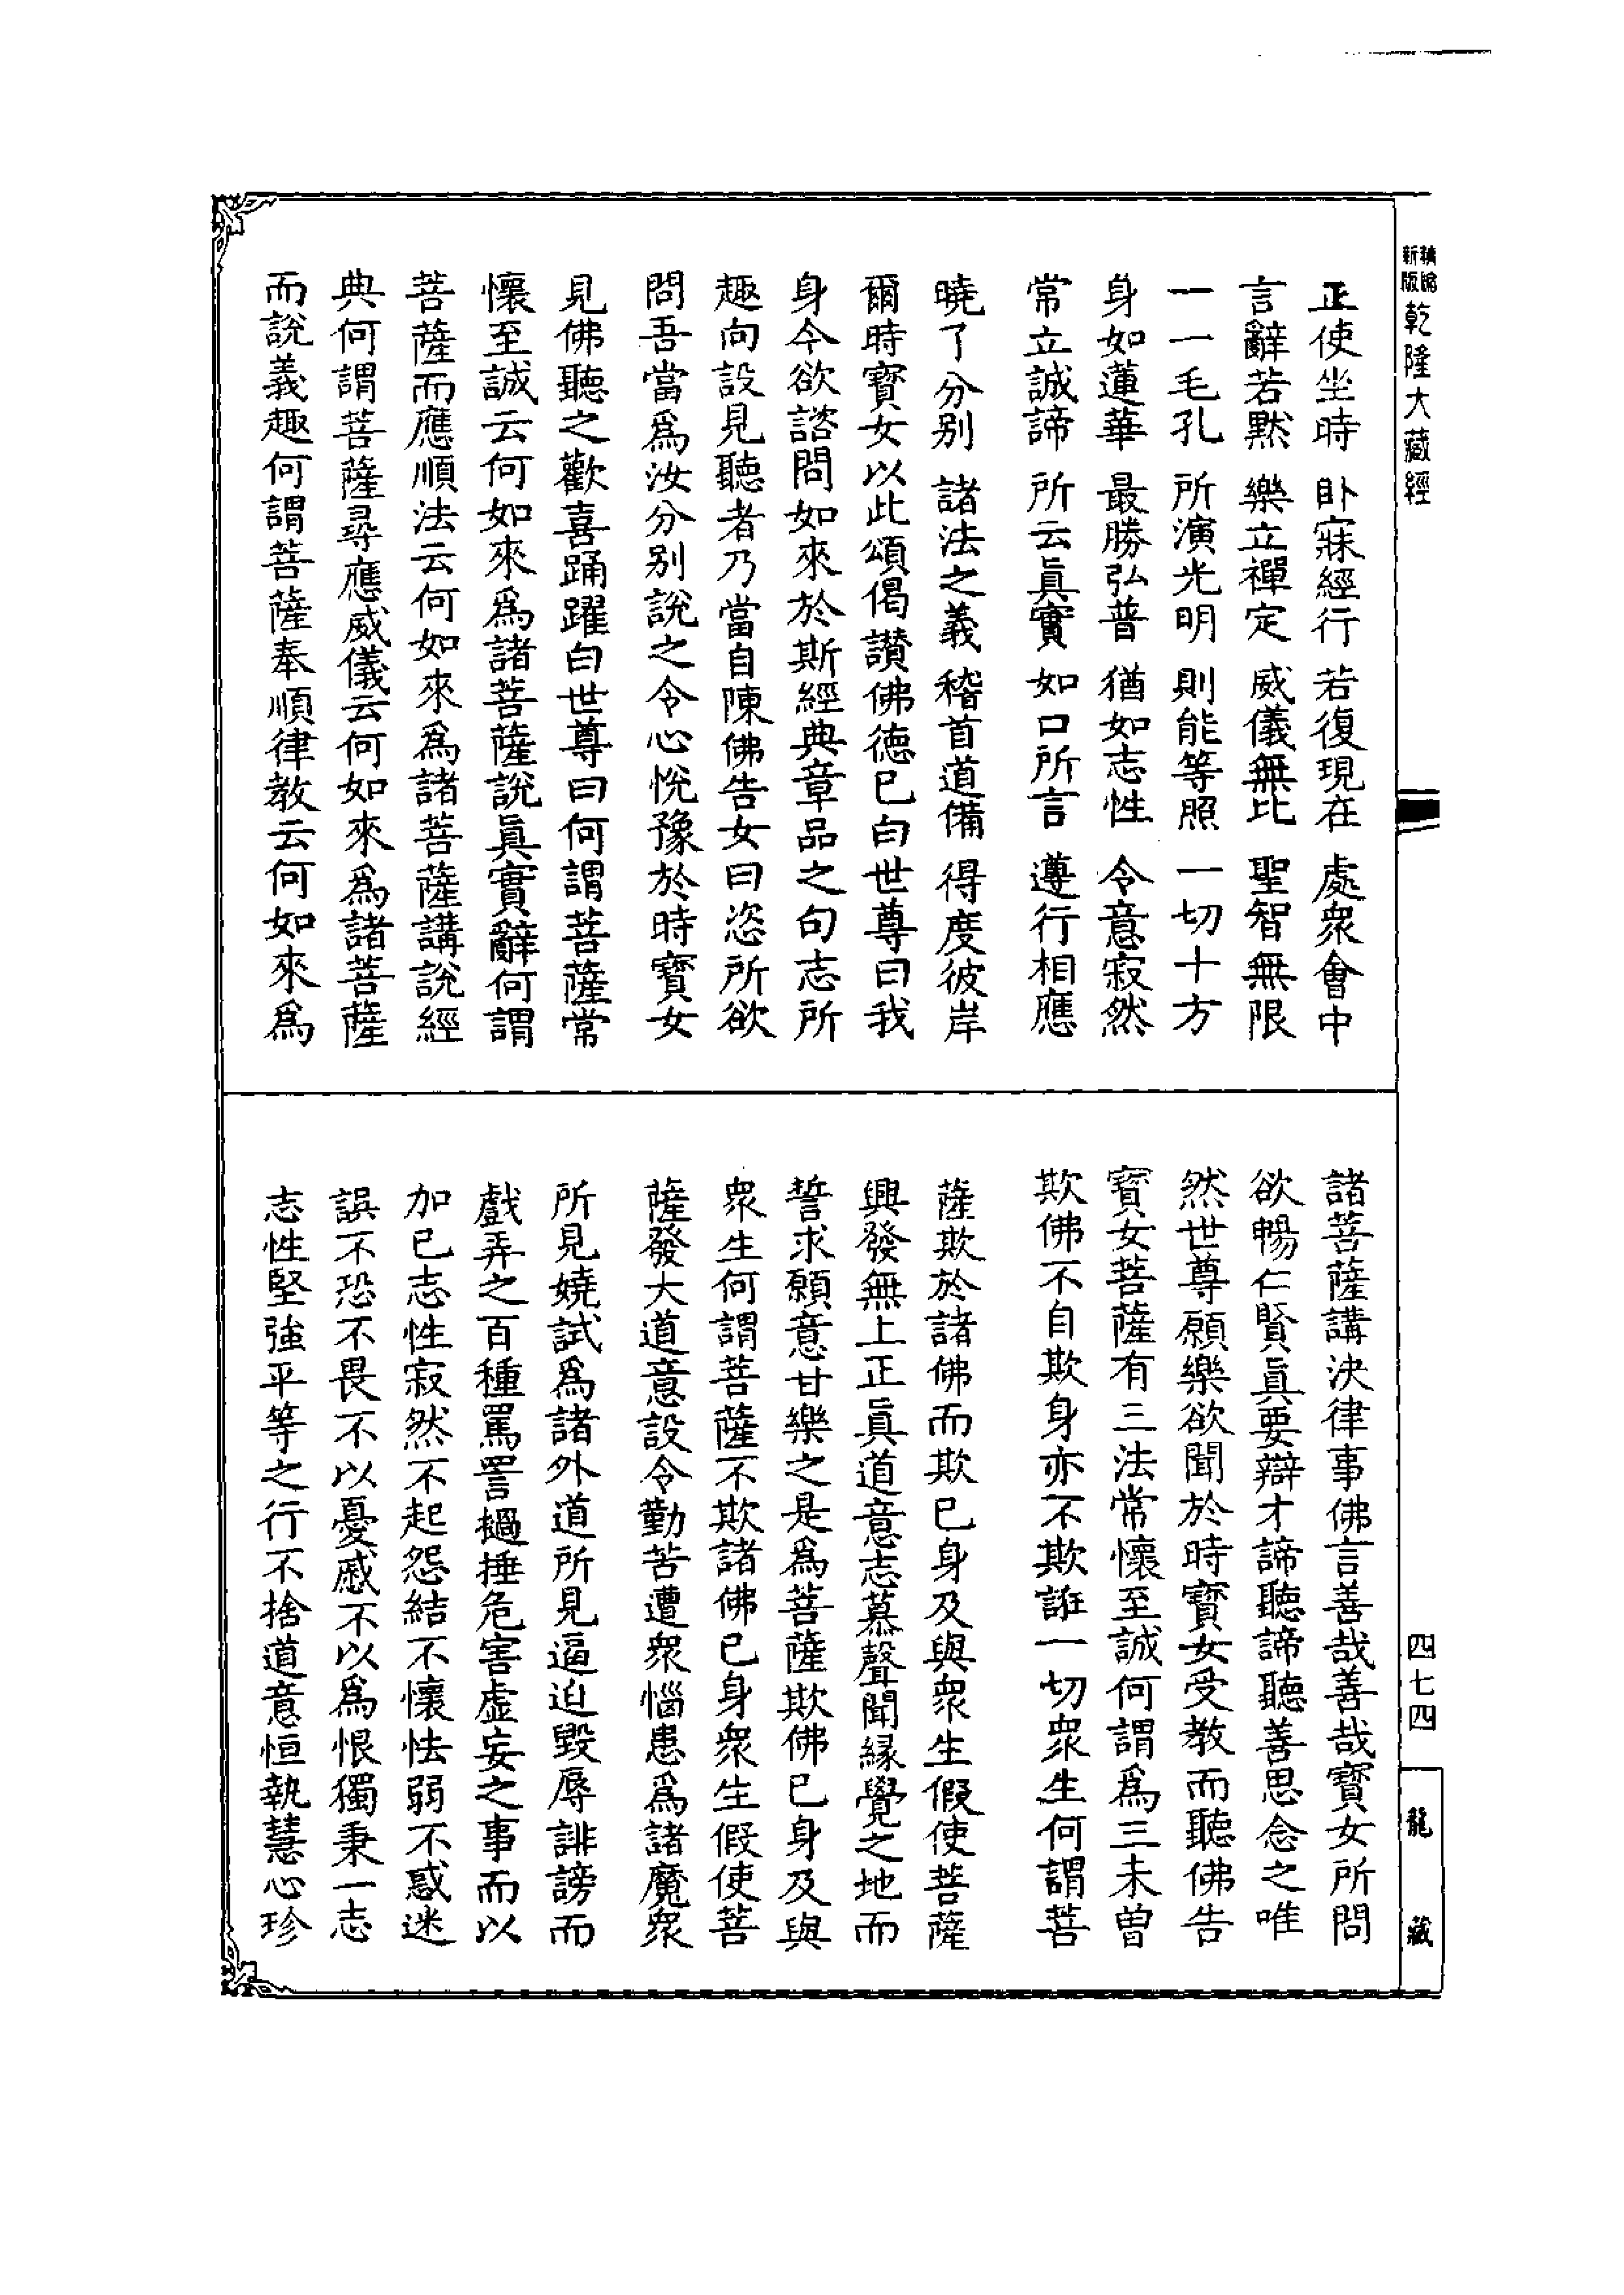 新編
新版
乾隆大藏經
正使坐時　臥寐經行　若復現在　處衆會中
言辭若默　樂立禪定　威儀無比　聖智無限
一一毛孔　所演光明　則能等照　一切十方
身如蓮華　最勝弘普　猶如志性　令意寂然
常立誠諦　所云眞實　如口所言　遵行相應
曉了分别　諸法之義　稽首道備　得度彼岸
爾時寶女以此頌偈讃佛德已白世尊曰我
身今欲諮問如來於斯經典章品之句志所
趣向設見聽者乃當自陳佛告女曰恣所欲
問吾當爲汝分别說之令心悅豫於時寶女
見佛聽之歡喜踊躍白世尊曰何謂菩薩常
懷至誠云何如來爲諸菩薩說眞實辭何謂
菩薩而應順法云何如來爲諸菩薩講說經
典何謂菩薩尋應威儀云何如來爲諸菩薩
而說義趣何謂菩薩奉順律教云何如來爲
諸菩薩講決律事佛言善哉善哉寶女所問
欲暢仁賢眞要辯才諦聽諦聽善思念之唯
然世尊願樂欲聞於時寶女受教而聽佛告
寶女菩薩有三法常懷至誠何謂爲三未曾
欺佛不自欺身亦不欺誑一切衆生何謂菩
薩欺於諸佛而欺已身及與衆生假使菩薩
興發無上正眞道意志慕聲聞緣覺之地而
誓求願意甘樂之是爲菩薩欺佛已身及與
衆生何謂菩薩不欺諸佛已身衆生假使菩
薩發大道意設令勤苦遭衆惱患爲諸魔衆
所見嬈試爲諸外道所見逼迫毀辱誹謗而
戲弄之百種罵詈撾捶危害虛妄之事而以
加已志性寂然不起怨結不懷怯弱不惑迷
誤不恐不畏不以憂慼不以爲恨獨秉一志
志性堅強平等之行不捨道意恒執慧心珍
四七四
龍藏